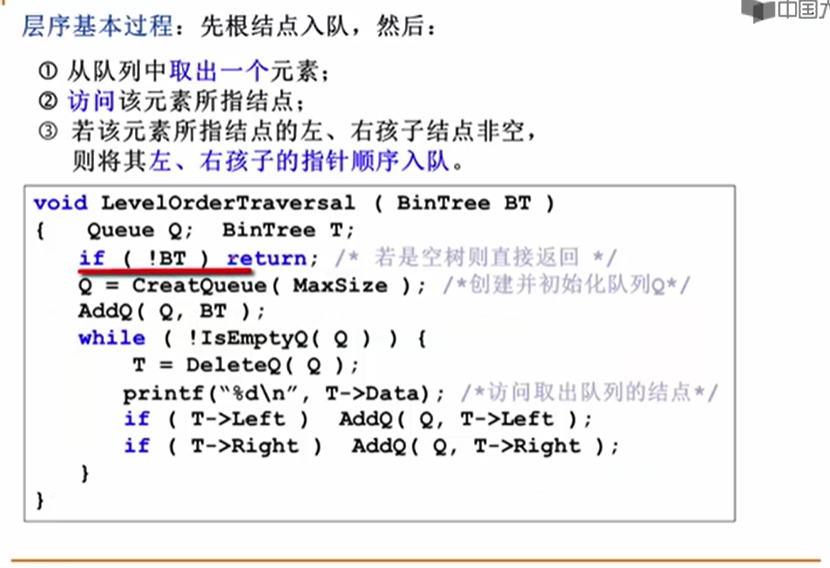 中国大
层序基本过程：先根结点入队，然后：
① 从队列中取出一个元素；
② 访问该元素所指结点；
③ 若该元素所指结点的左、右孩子结点非空，
则将其左、右孩子的指针顺序入队。
void LevelOrderTraversal ( BinTree BT )
{ Queue Q; BinTree T;
if ( !BT ) return; /* 若是空树则直接返回 */
Q = CreatQueue( MaxSize ); /*创建并初始化队列Q*/
AddQ( Q, BT );
while ( !IsEmptyQ( Q ) ) {
T = DeleteQ( Q );
printf(“%d\n”, T->Data); /*访问取出队列的结点*/
if ( T->Left ) AddQ( Q, T->Left );
if ( T->Right ) AddQ( Q, T->Right );
}
}